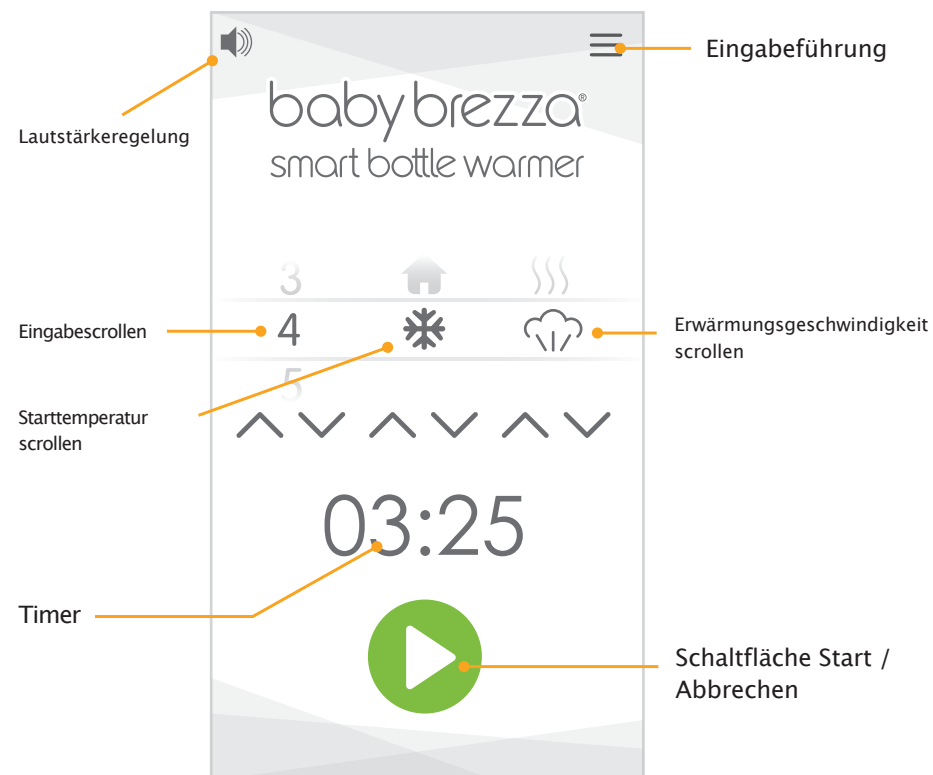 Eingabeführung
baby brezza®
smart bottle warmer
Lautstärkeregelung
3
Eingabescrollen
4
Erwärmungsgeschwindigkeit
scrollen
5
Starttemperatur
scrollen
03:25
Timer
Schaltfläche Start /
Abbrechen